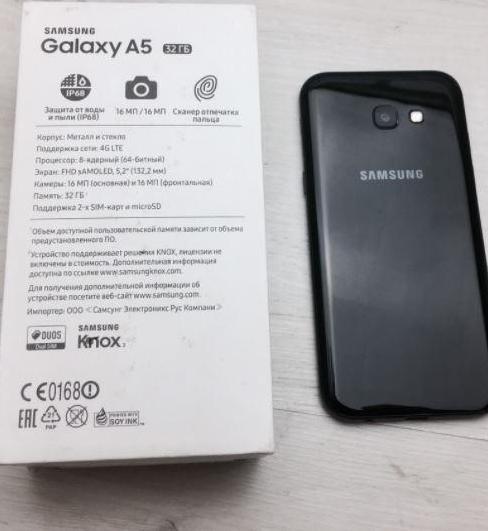 SAMSUNG
Galaxy A5 32 ГБ
IP68
Защита от воды
и пыли (IP68)
16 МП/16 МП
Сканер отпечатка
пальца
Корпус: Металл и стекло
Поддержка сети: 4G LTE
Процессор: 8-ядерный (64-битный)
Экран: FHD sAMOLED, 5,2" (132,2 мм)
Камеры: 16 МП (основная) и 16 МП (фронтальная)
Память: 32 ГБ¹
Поддержка 2-х SIM-карт и microSD
¹Объем доступной пользовательской памяти зависит от объема
предустановленного ПО.
Устройство поддерживает решения KNOX, лицензии не
включены в стоимость. Дополнительная информация
доступна по ссылке www.samsungknox.com.
Для получения дополнительной информации об
устройстве посетите веб-сайт www.samsung.com.
Импортер: ООО <Самсунг Электроникс Рус Компани>
DUOS
Dual SIM
SAMSUNG
Knox
CE0168
EAC
21
PAP
SOY INK
SAMSUNG